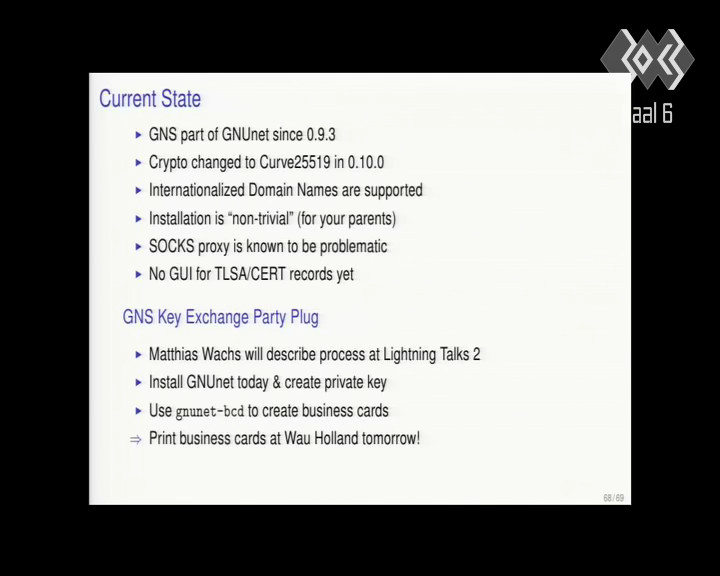 Current State
▸ GNS part of GNUnet since 0.9.3
▸ Crypto changed to Curve25519 in 0.10.0
▸ Internationalized Domain Names are supported
▸ Installation is “non-trivial” (for your parents)
▸ SOCKS proxy is known to be problematic
▸ No GUI for TLSA/CERT records yet
GNS Key Exchange Party Plug
▸ Matthias Wachs will describe process at Lightning Talks 2
▸ Install GNUnet today & create private key
▸ Use gnunet-bcd to create business cards
⇒ Print business cards at Wau Holland tomorrow!
68/69
aal 6